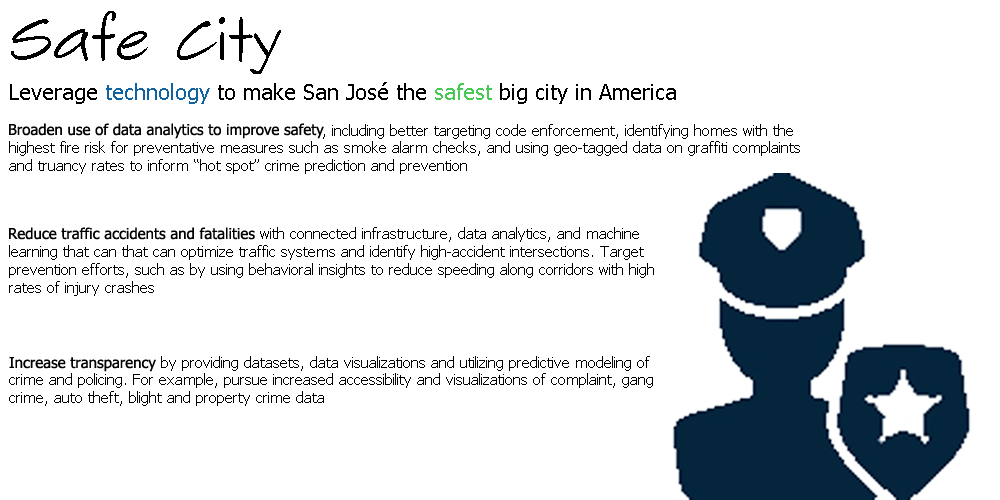 Safe City
Leverage technology to make San José the safest big city in America
Broaden use of data analytics to improve safety, including better targeting code enforcement, identifying homes with the
highest fire risk for preventative measures such as smoke alarm checks, and using geo-tagged data on graffiti complaints
and truancy rates to inform “hot spot” crime prediction and prevention
Reduce traffic accidents and fatalities with connected infrastructure, data analytics, and machine
learning that can that can optimize traffic systems and identify high-accident intersections. Target
prevention efforts, such as by using behavioral insights to reduce speeding along corridors with high
rates of injury crashes
Increase transparency by providing datasets, data visualizations and utilizing predictive modeling of
crime and policing. For example, pursue increased accessibility and visualizations of complaint, gang
crime, auto theft, blight and property crime data